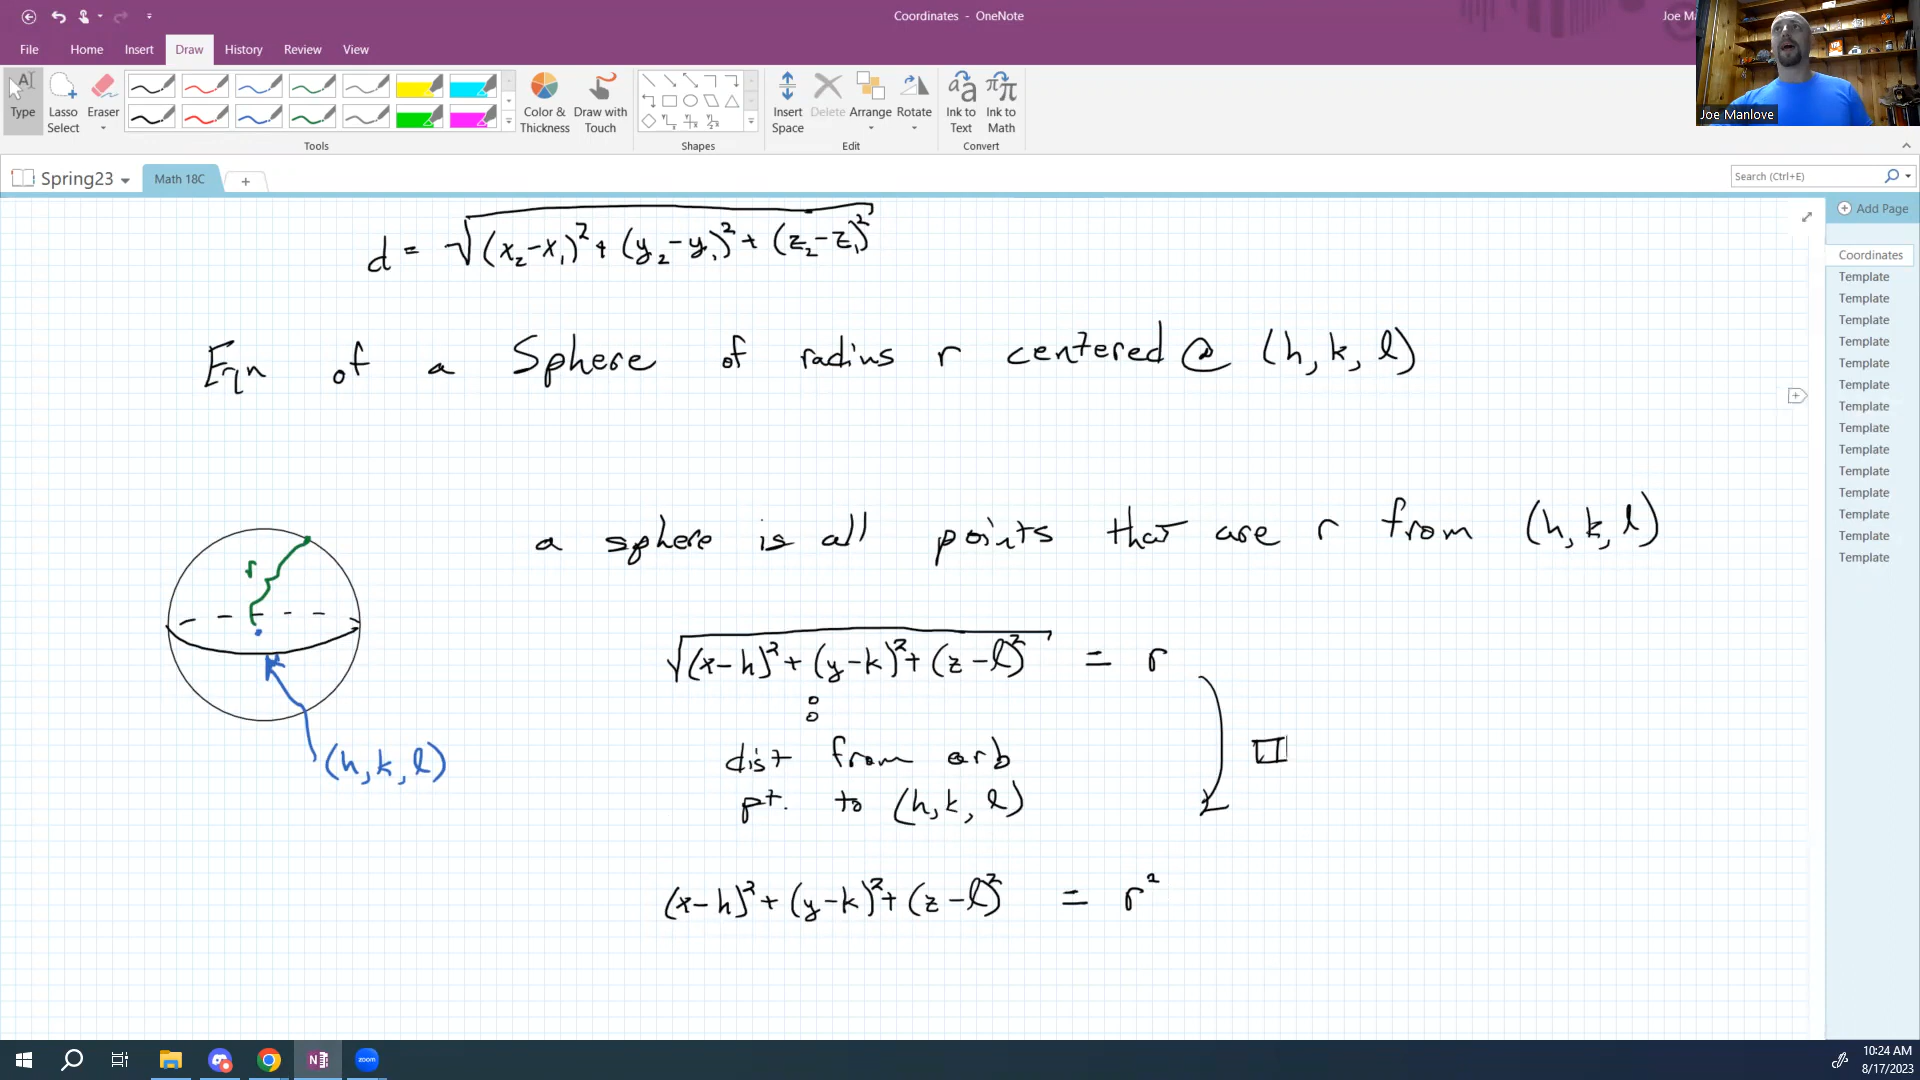 Coordinates - OneNote
Joe Ma
File Home Insert Draw History Review View
Type
Lasso Select
Eraser
Color & Thickness
Draw with Touch
Insert Space
Delete
Arrange
Rotate
Ink to Text
Ink to Math
Tools
Shapes
Edit
Convert
Joe Manlove
Spring23
Math 18C
Search (Ctrl+E)
Add Page
Coordinates
Template
Template
Template
Template
Template
Template
Template
Template
Template
Template
Template
Template
Template
Template
d = √((x₂-x₁)² + (y₂-y₁)² + (z₂-z₁)²)
Eqn of a Sphere of radius r centered @ (h, k, l)
a sphere is all points that are r from (h, k, l)
r
(h, k, l)
√((x-h)² + (y-k)² + (z-l)²) = r
dist from arb
pt. to (h, k, l)
□
(x-h)² + (y-k)² + (z-l)² = r²
zoom
10:24 AM
8/17/2023